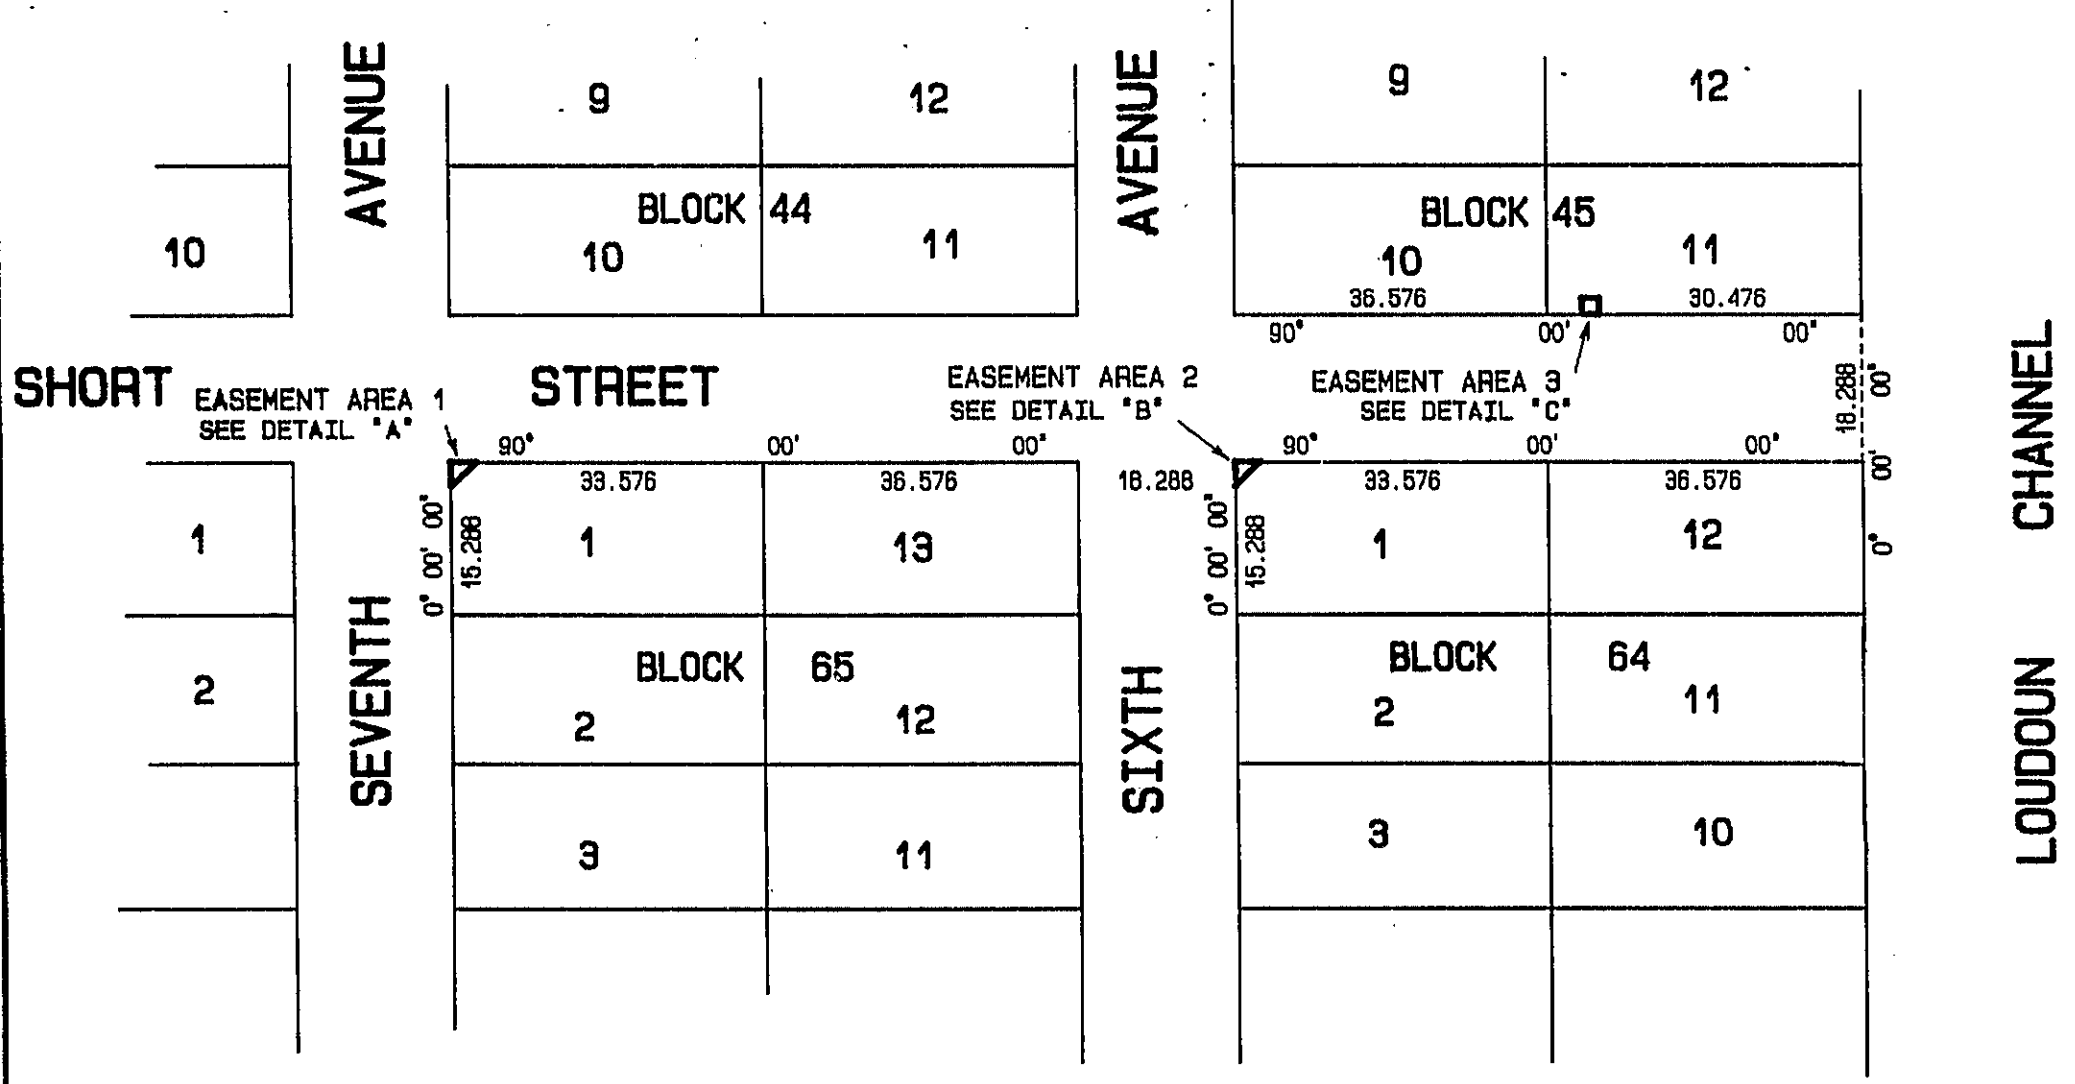 AVENUE
AVENUE
9
12
9
12
BLOCK 44
BLOCK 45
10
10
11
10
11
36.576
30.476
90°
00'
00"
SHORT
STREET
EASEMENT AREA 1
SEE DETAIL "A"
EASEMENT AREA 2
SEE DETAIL "B"
EASEMENT AREA 3
SEE DETAIL "C"
18.288
0° 00' 00"
CHANNEL
90°
00'
00"
90°
00'
00"
33.576
36.576
18.288
33.576
36.576
0° 00' 00"
15.288
0° 00' 00"
15.288
1
1
13
1
12
SEVENTH
BLOCK 65
SIXTH
BLOCK 64
LOUDOUN
2
2
12
2
11
3
11
3
10